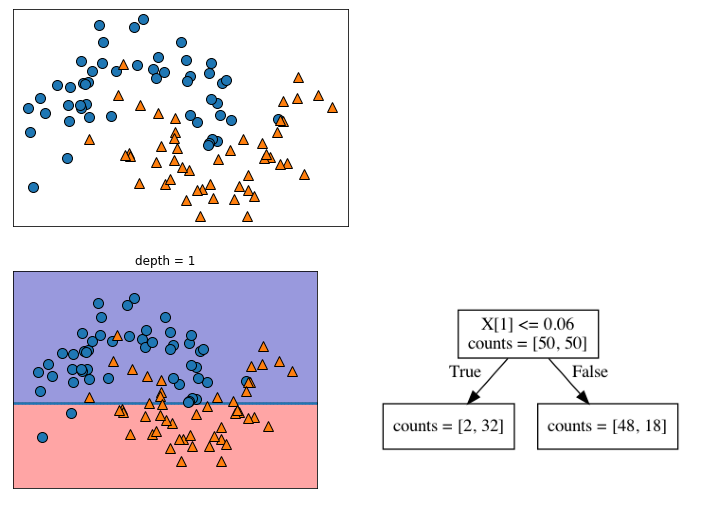 depth = 1
X[1] <= 0.06
counts = [50, 50]
True
False
counts = [2, 32]
counts = [48, 18]